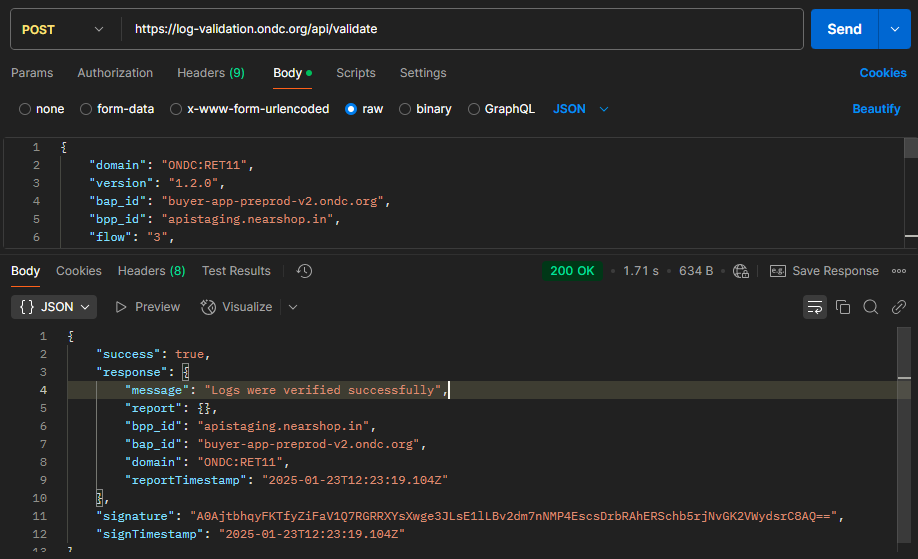 POST https://log-validation.ondc.org/api/validate Send
Params Authorization Headers (9) Body Scripts Settings Cookies
none form-data x-www-form-urlencoded raw binary GraphQL JSON Beautify
1 {
2 "domain": "ONDC:RET11",
3 "version": "1.2.0",
4 "bap_id": "buyer-app-preprod-v2.ondc.org",
5 "bpp_id": "apistaging.nearshop.in",
6 "flow": "3",
Body Cookies Headers (8) Test Results 200 OK 1.71 s 634 B e.g. Save Response
{} JSON Preview Visualize
1 {
2 "success": true,
3 "response": {
4 "message": "Logs were verified successfully",
5 "report": {},
6 "bpp_id": "apistaging.nearshop.in",
7 "bap_id": "buyer-app-preprod-v2.ondc.org",
8 "domain": "ONDC:RET11",
9 "reportTimestamp": "2025-01-23T12:23:19.104Z"
10 },
11 "signature": "A0AjtbhqyFKTfyZiFaV1Q7RGRRXYsXwge3JLsE1lLBv2dm7nNMP4EscsDrbRAhERSchb5rjNvGK2VWydsrC8AQ==",
12 "signTimestamp": "2025-01-23T12:23:19.104Z"
13 }